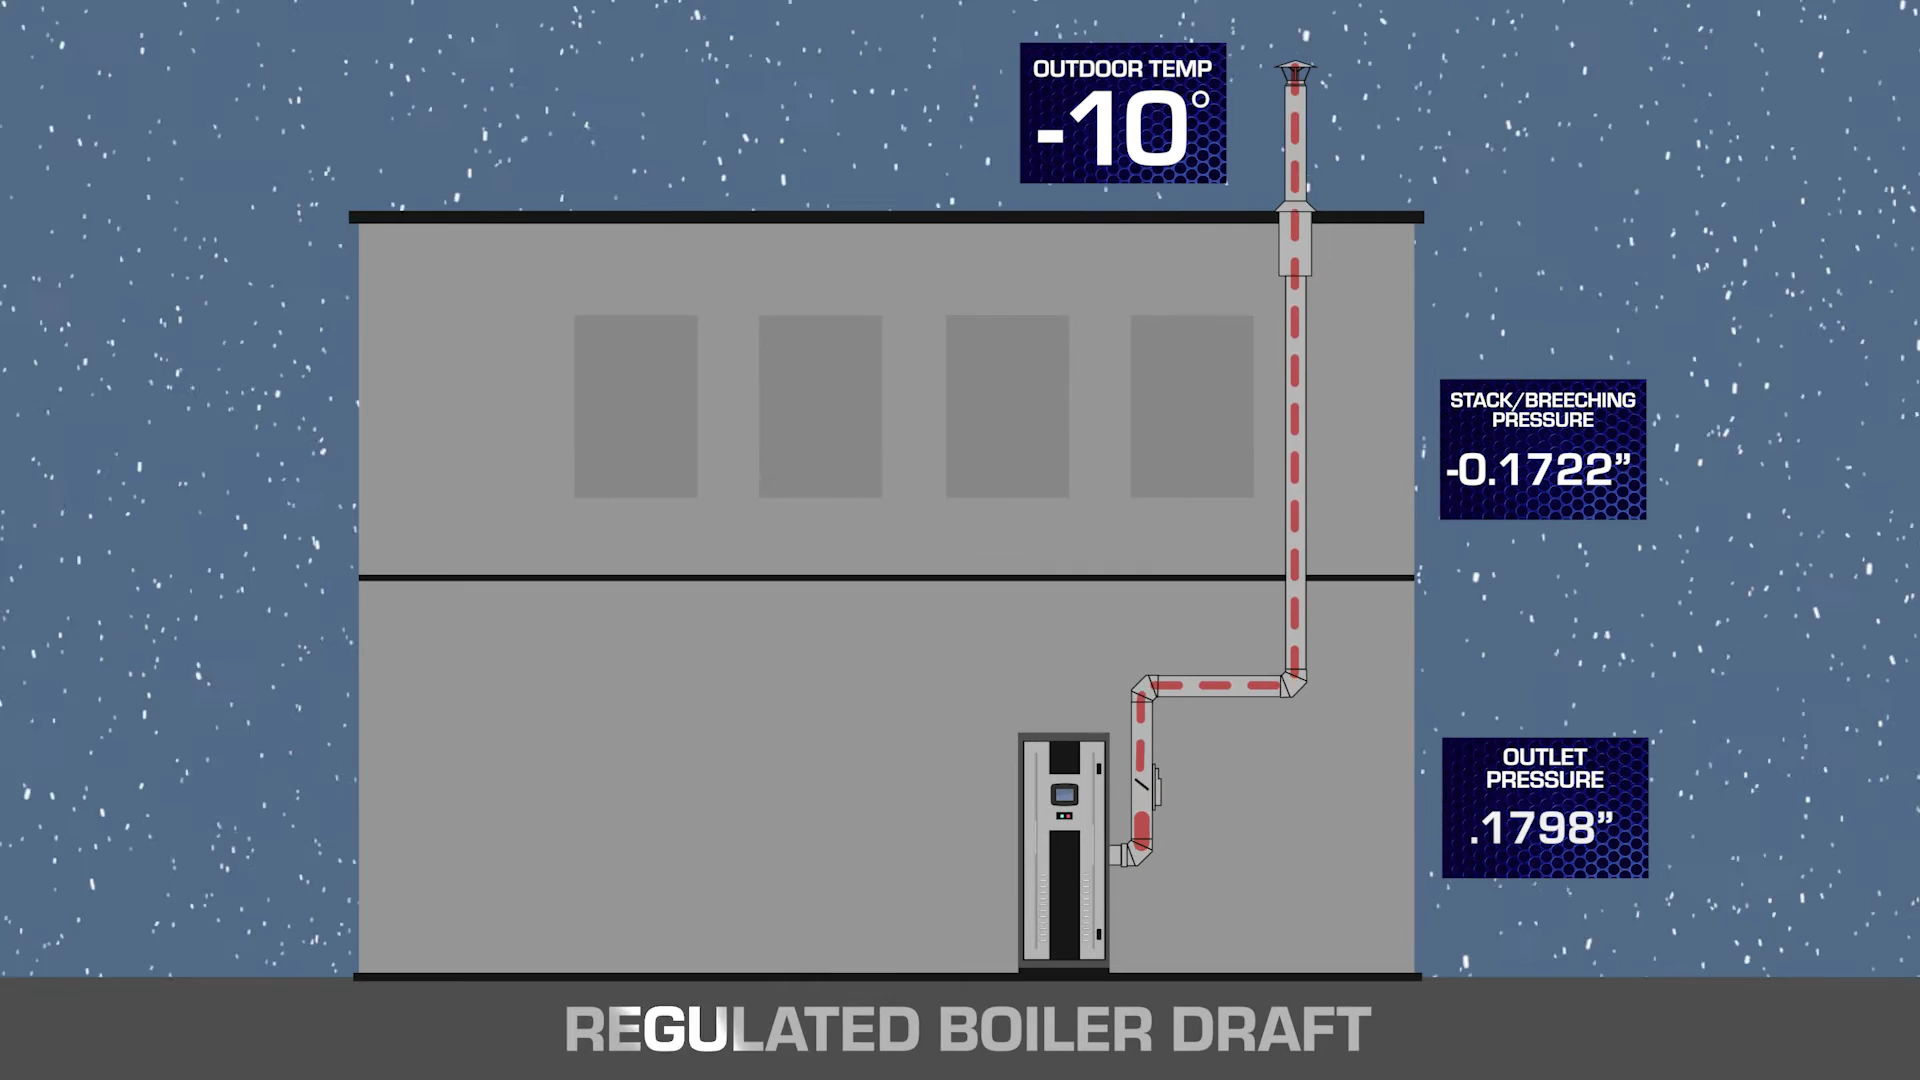 OUTDOOR TEMP
-10°
STACK/BREECHING
PRESSURE
-0.1722”
OUTLET
PRESSURE
.1798”
REGULATED BOILER DRAFT